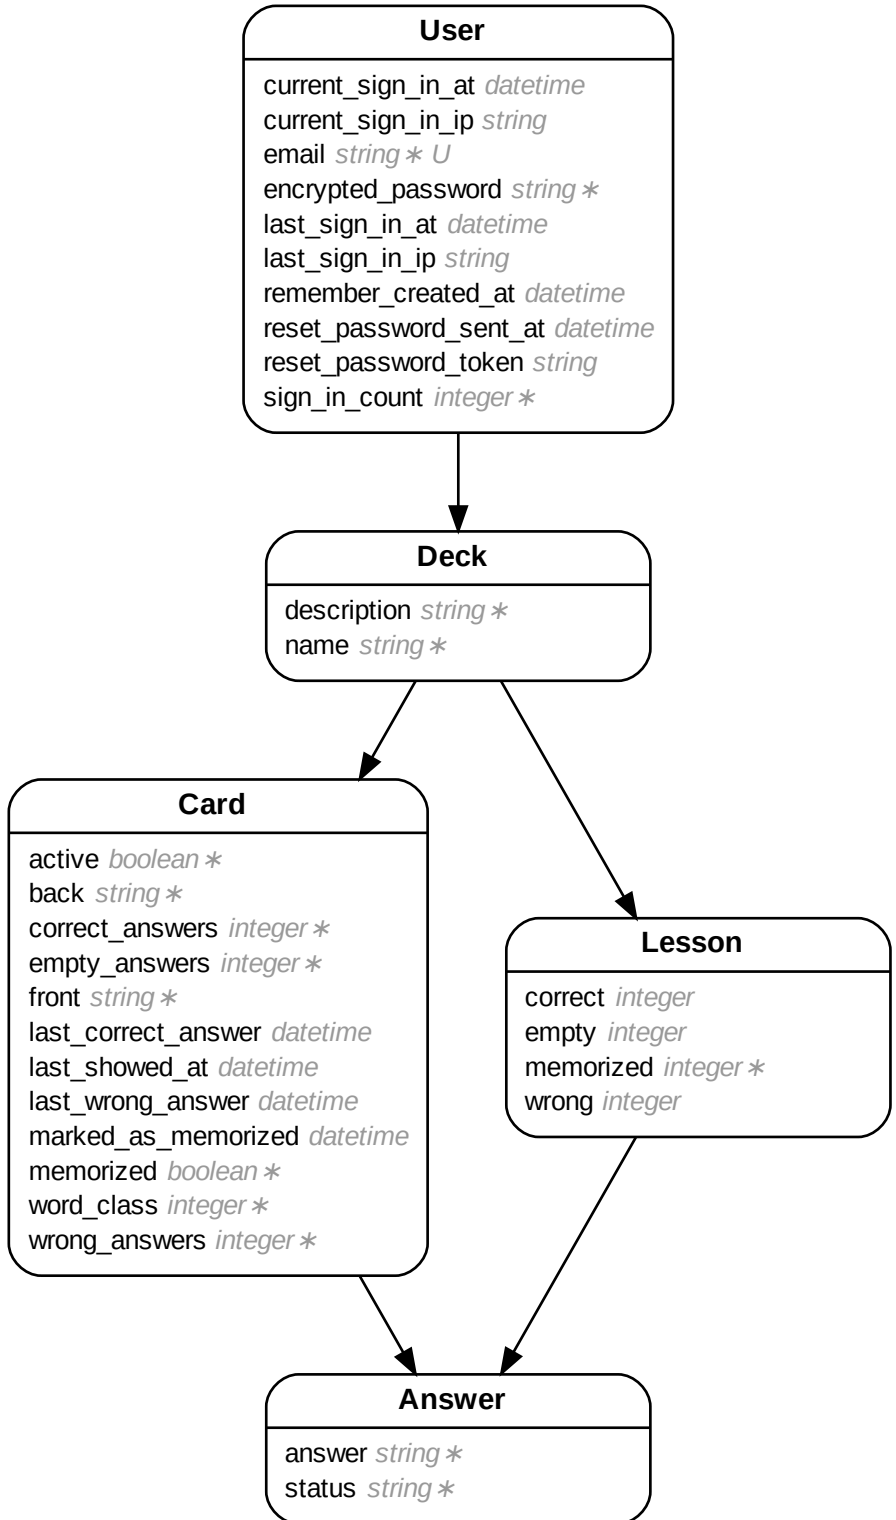 User
current_sign_in_at datetime
current_sign_in_ip string
email string ∗ U
encrypted_password string ∗
last_sign_in_at datetime
last_sign_in_ip string
remember_created_at datetime
reset_password_sent_at datetime
reset_password_token string
sign_in_count integer ∗
Deck
description string ∗
name string ∗
Card
active boolean ∗
back string ∗
correct_answers integer ∗
empty_answers integer ∗
front string ∗
last_correct_answer datetime
last_showed_at datetime
last_wrong_answer datetime
marked_as_memorized datetime
memorized boolean ∗
word_class integer ∗
wrong_answers integer ∗
Lesson
correct integer
empty integer
memorized integer ∗
wrong integer
Answer
answer string ∗
status string ∗